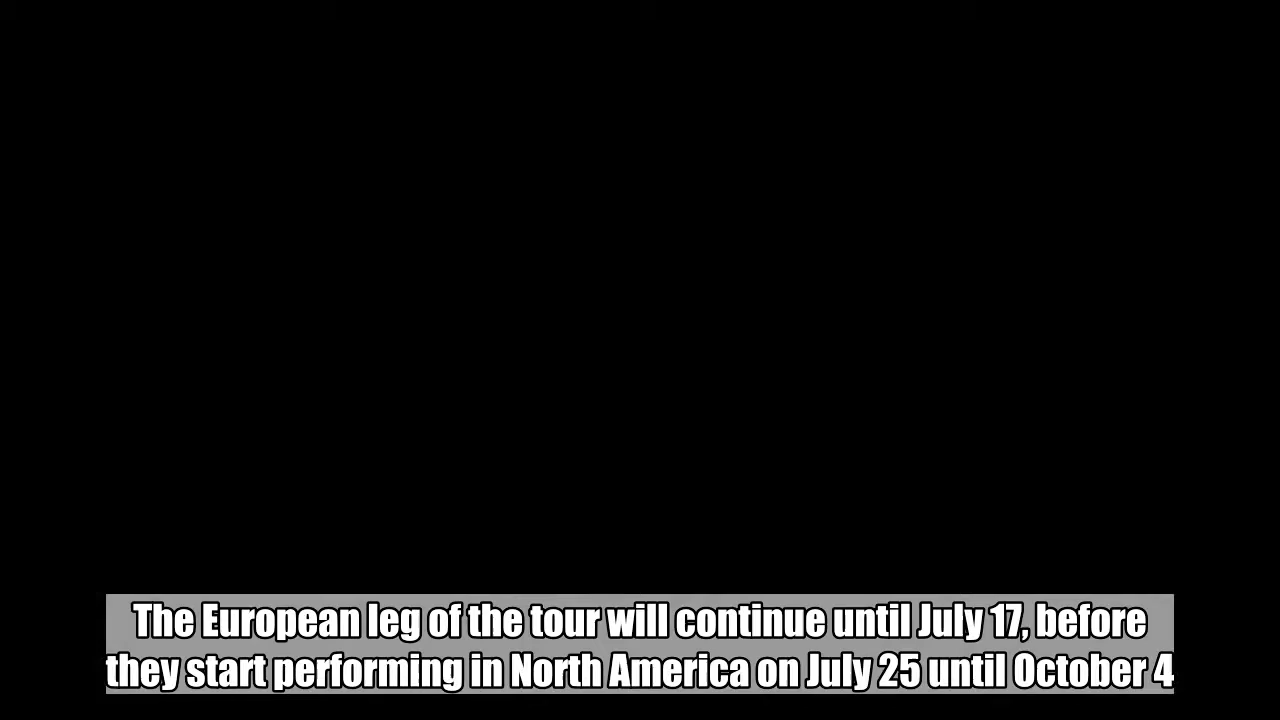 The European leg of the tour will continue until July 17, before
they start performing in North America on July 25 until October 4